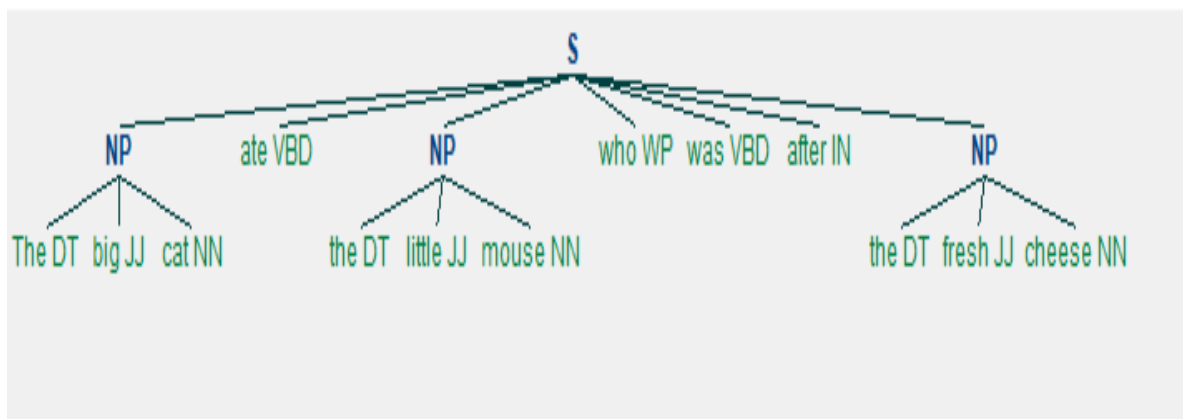 S
NP ate VBD NP who WP was VBD after IN NP
The DT big JJ cat NN the DT little JJ mouse NN the DT fresh JJ cheese NN